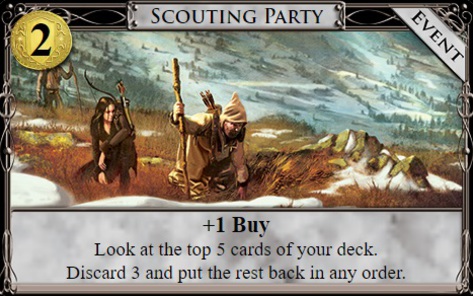 2
SCOUTING PARTY
EVENT
+1 Buy
Look at the top 5 cards of your deck.
Discard 3 and put the rest back in any order.